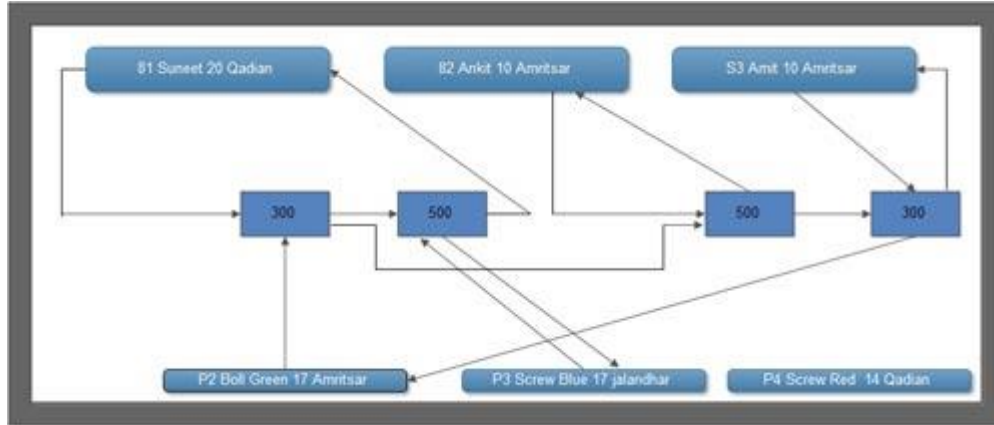 81 Suneet 20 Qadian
82 Ankit 10 Amritsar
S3 Amit 10 Amritsar
300
500
500
300
P2 Boll Green 17 Amritsar
P3 Screw Blue 17 jalandhar
P4 Screw Red 14 Qadian